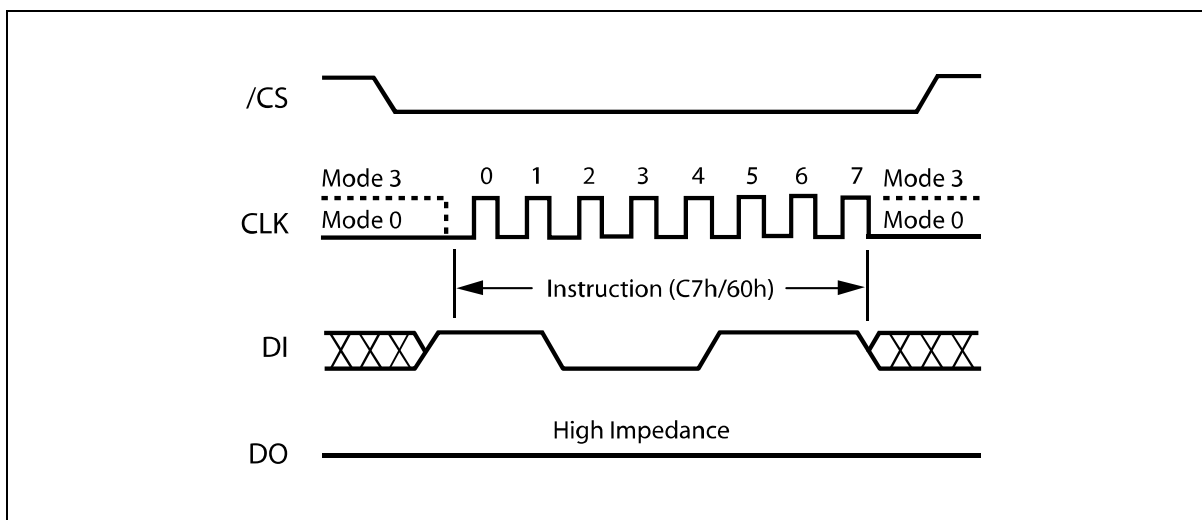 /CS
Mode 3 0 1 2 3 4 5 6 7 Mode 3
CLK Mode 0 Mode 0
Instruction (C7h/60h)
DI
High Impedance
DO